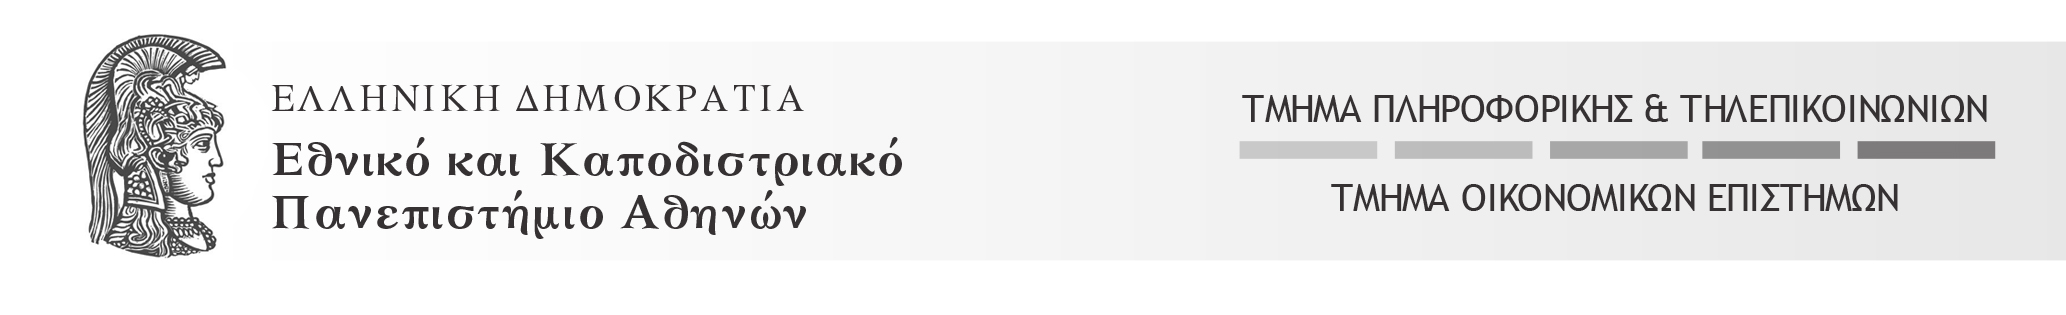 ΕΛΛΗΝΙΚΗ ΔΗΜΟΚΡΑΤΙΑ
Εθνικό και Καποδιστριακό
Πανεπιστήμιο Αθηνών
ΤΜΗΜΑ ΠΛΗΡΟΦΟΡΙΚΗΣ & ΤΗΛΕΠΙΚΟΙΝΩΝΙΩΝ
ΤΜΗΜΑ ΟΙΚΟΝΟΜΙΚΩΝ ΕΠΙΣΤΗΜΩΝ